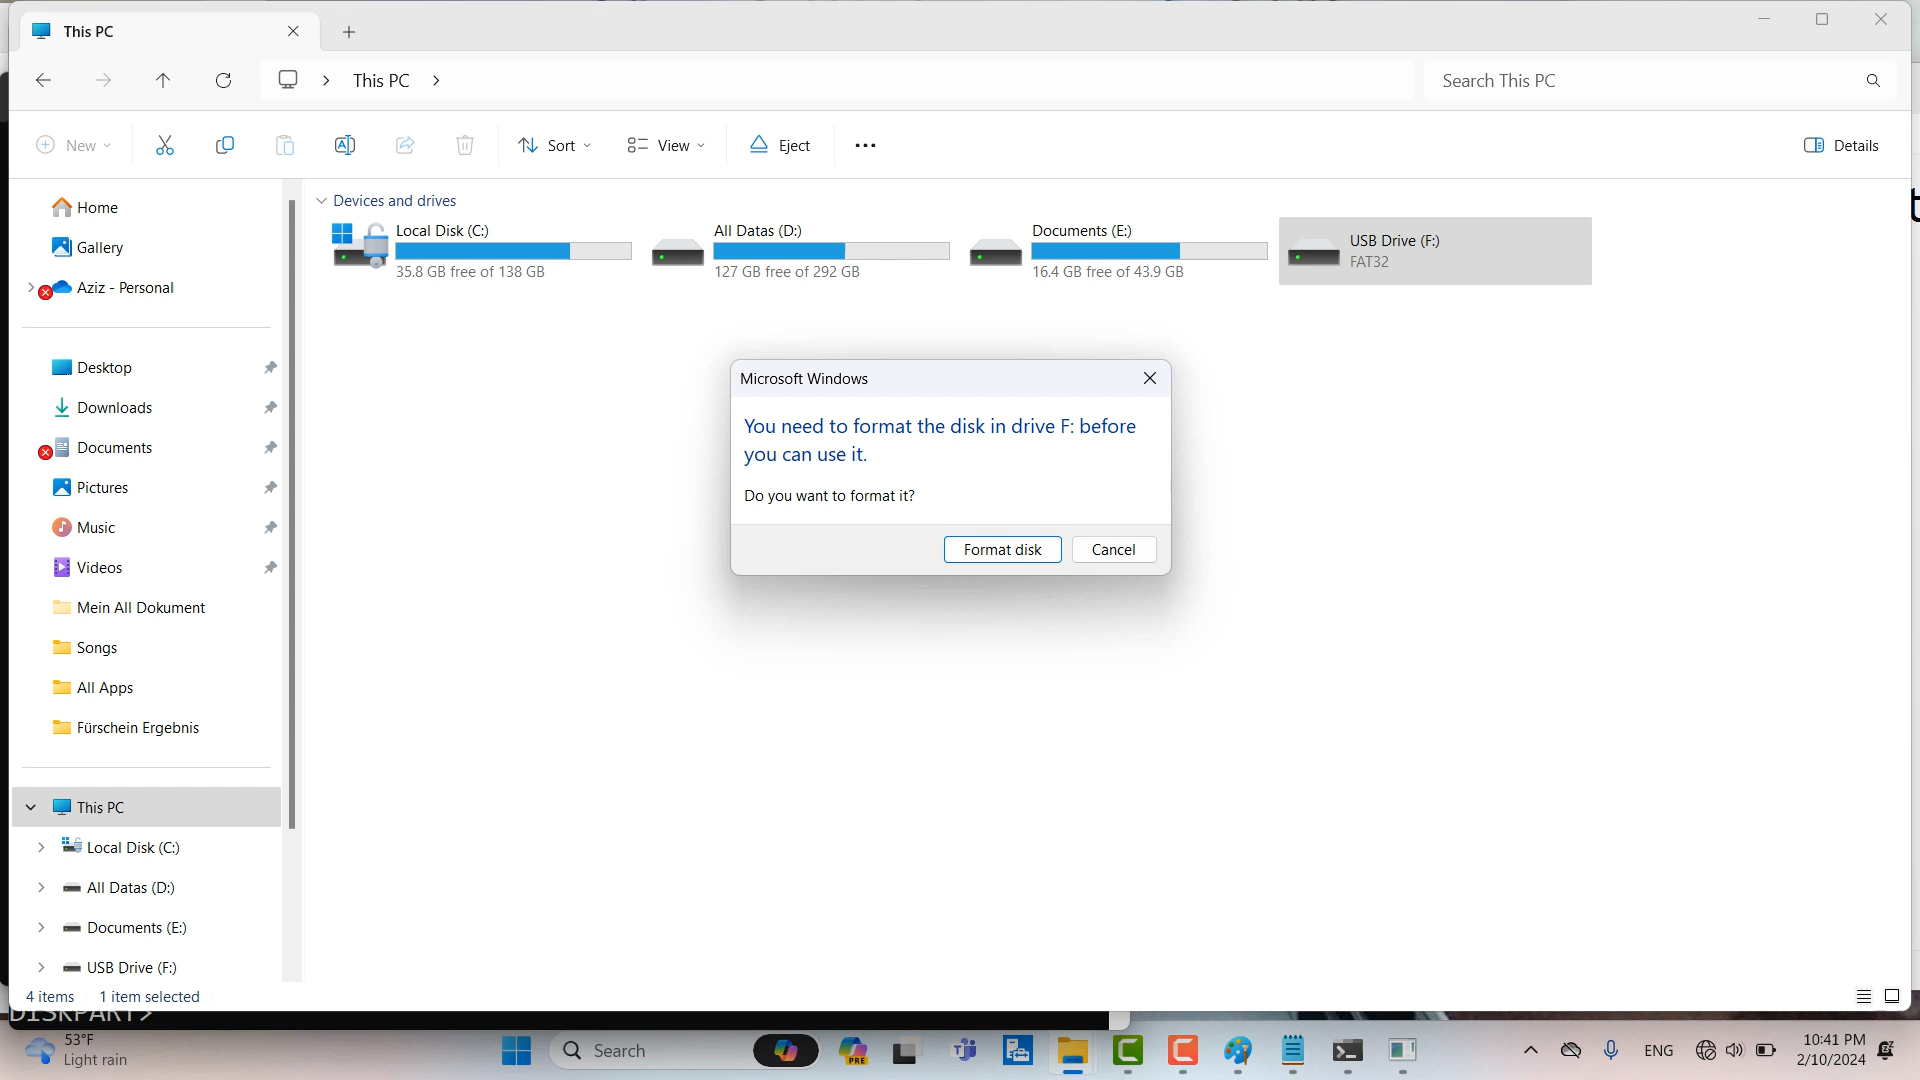 This PC
This PC
Search This PC
New
Sort
View
Eject
Details
Home
Gallery
Aziz - Personal
Desktop
Downloads
Documents
Pictures
Music
Videos
Mein All Dokument
Songs
All Apps
Fürschein Ergebnis
This PC
Local Disk (C:)
All Datas (D:)
Documents (E:)
USB Drive (F:)
Devices and drives
Local Disk (C:)
35.8 GB free of 138 GB
All Datas (D:)
127 GB free of 292 GB
Documents (E:)
16.4 GB free of 43.9 GB
USB Drive (F:)
FAT32
Microsoft Windows
You need to format the disk in drive F: before
you can use it.
Do you want to format it?
Format disk
Cancel
4 items
1 item selected
DISKPART>
53°F
Light rain
Search
PRE
ENG
10:41 PM
2/10/2024